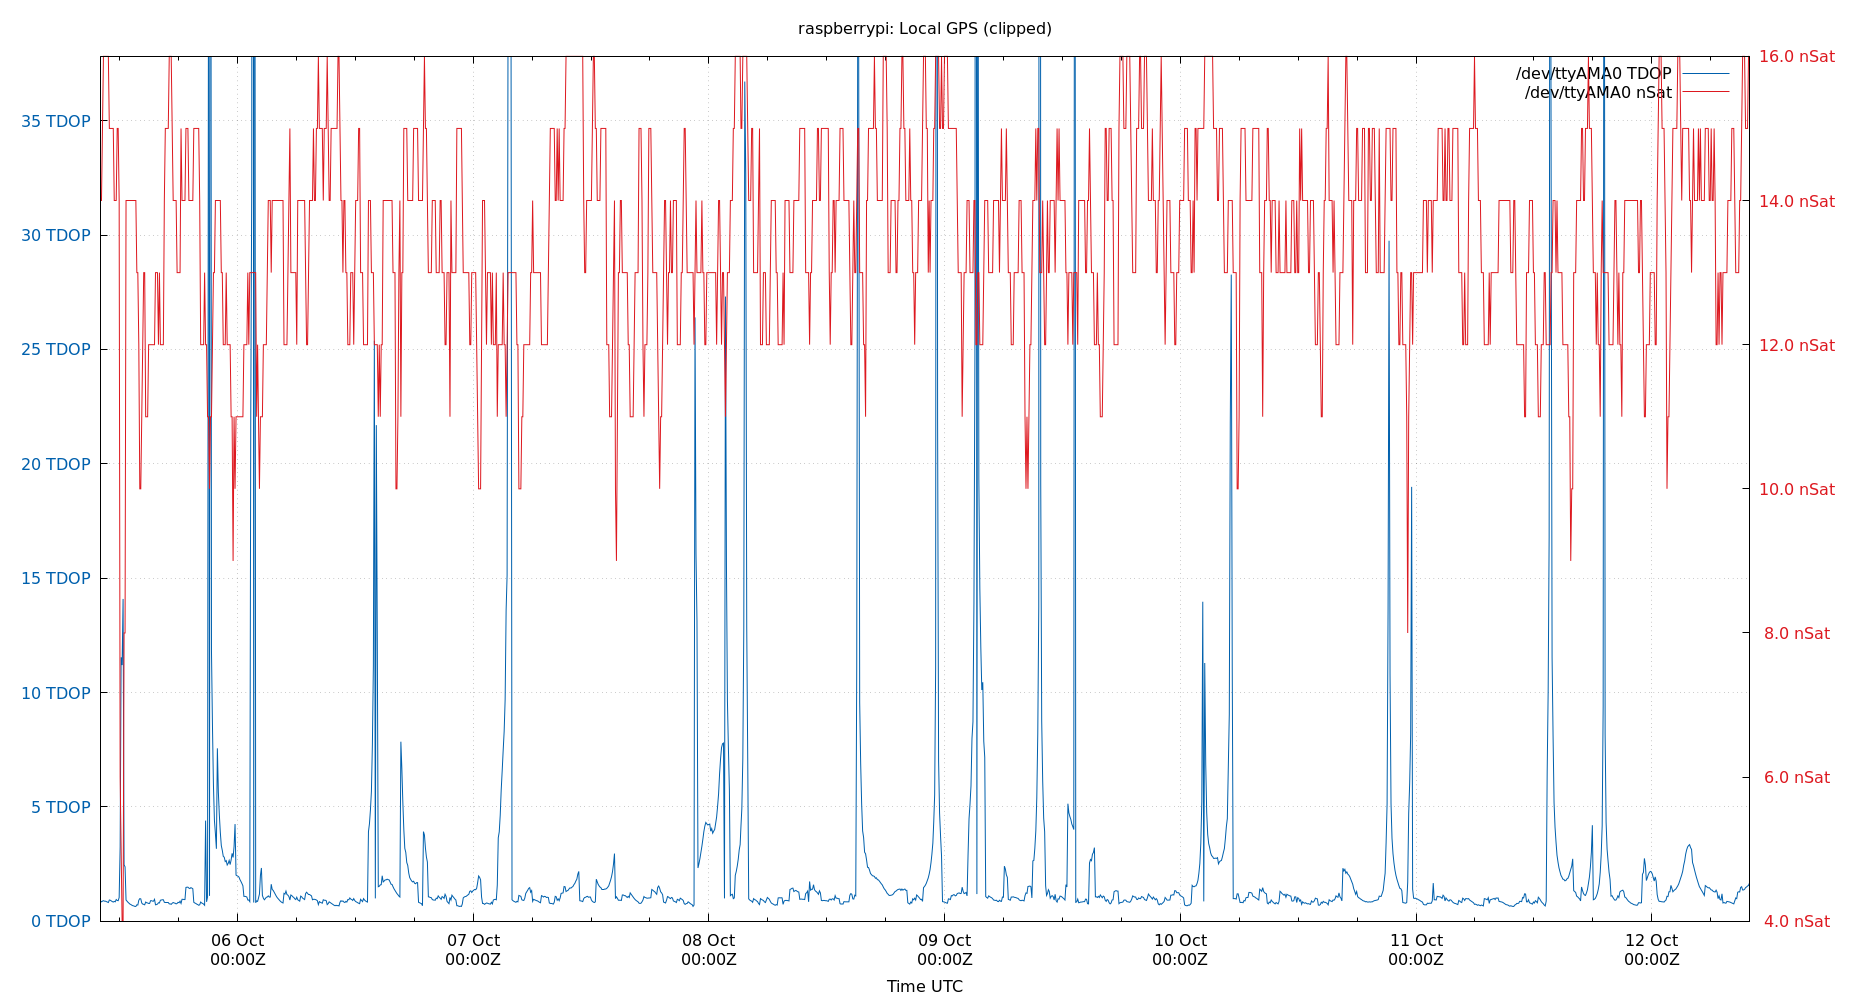 raspberrypi: Local GPS (clipped)
16.0 nSat
/dev/ttyAMA0 TDOP
/dev/ttyAMA0 nSat
35 TDOP
14.0 nSat
30 TDOP
12.0 nSat
25 TDOP
20 TDOP
10.0 nSat
15 TDOP
8.0 nSat
10 TDOP
6.0 nSat
5 TDOP
0 TDOP
4.0 nSat
06 Oct 07 Oct 08 Oct 09 Oct 10 Oct 11 Oct 12 Oct
00:00Z 00:00Z 00:00Z 00:00Z 00:00Z 00:00Z 00:00Z
Time UTC